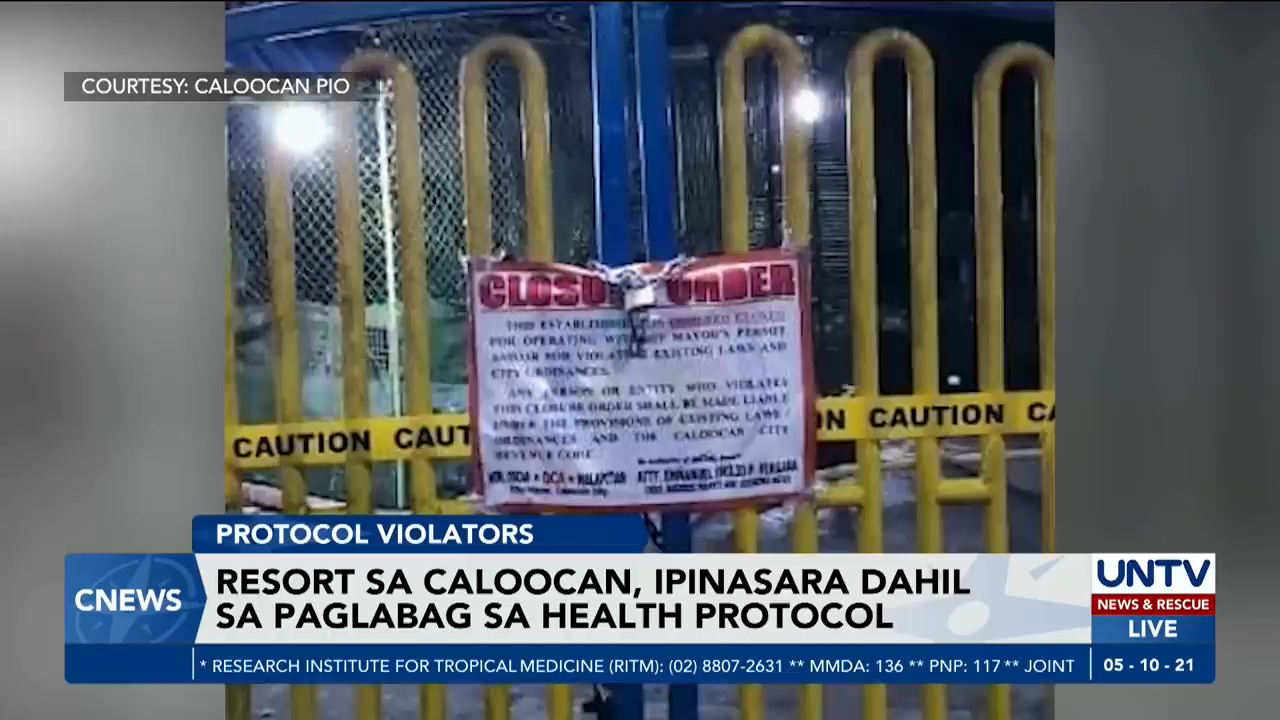 COURTESY: CALOOCAN PIO
CLOSU ORDER
THIS ESTABLISHMENT IS ORDERED CLOSED
FOR OPERATING MAYOR'S PERMIT
AND/OR FOR EXISTING LAWS AND
CITY ORDINANCES.
ANY PERSON OR ENTITY WHO VIOLATES
THIS CLOSURE ORDER SHALL BE MADE LIABLE
UNDER THE PROVISIONS OF EXISTING LAWS /
ORDINANCES AND THE CALOOCAN CITY
REVENUE CODE.
CAUTION CAUT
ON CAUTION CA
PROTOCOL VIOLATORS
CNEWS
RESORT SA CALOOCAN, IPINASARA DAHIL
SA PAGLABAG SA HEALTH PROTOCOL
UNTV
NEWS & RESCUE
LIVE
* RESEARCH INSTITUTE FOR TROPICAL MEDICINE (RITM): (02) 8807-2631 ** MMDA: 136 ** PNP: 117 ** JOINT
05 - 10 - 21